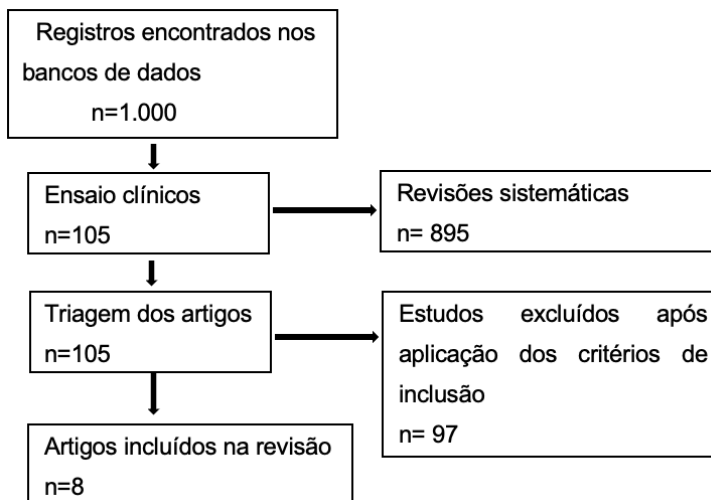 Registros encontrados nos
bancos de dados
n=1.000
Ensaio clínicos
n=105
Revisões sistemáticas
n= 895
Triagem dos artigos
n=105
Estudos excluídos após
aplicação dos critérios de
inclusão
n= 97
Artigos incluídos na revisão
n=8